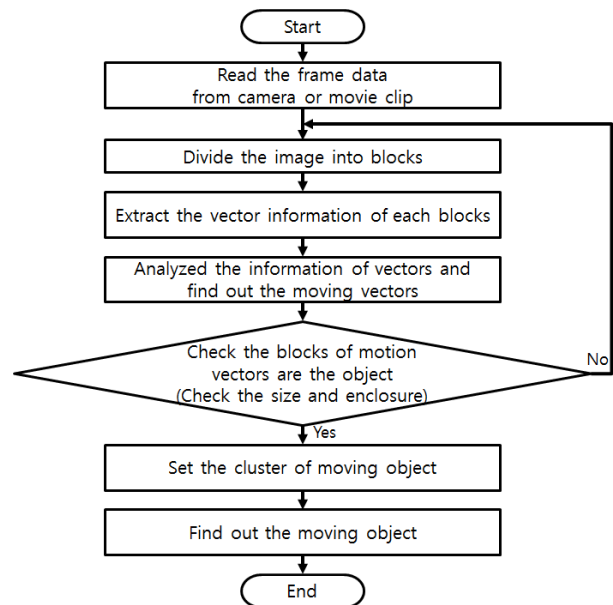 Start
Read the frame data
from camera or movie clip
Divide the image into blocks
Extract the vector information of each blocks
Analyzed the information of vectors and
find out the moving vectors
Check the blocks of motion
vectors are the object
(Check the size and enclosure)
No
Yes
Set the cluster of moving object
Find out the moving object
End